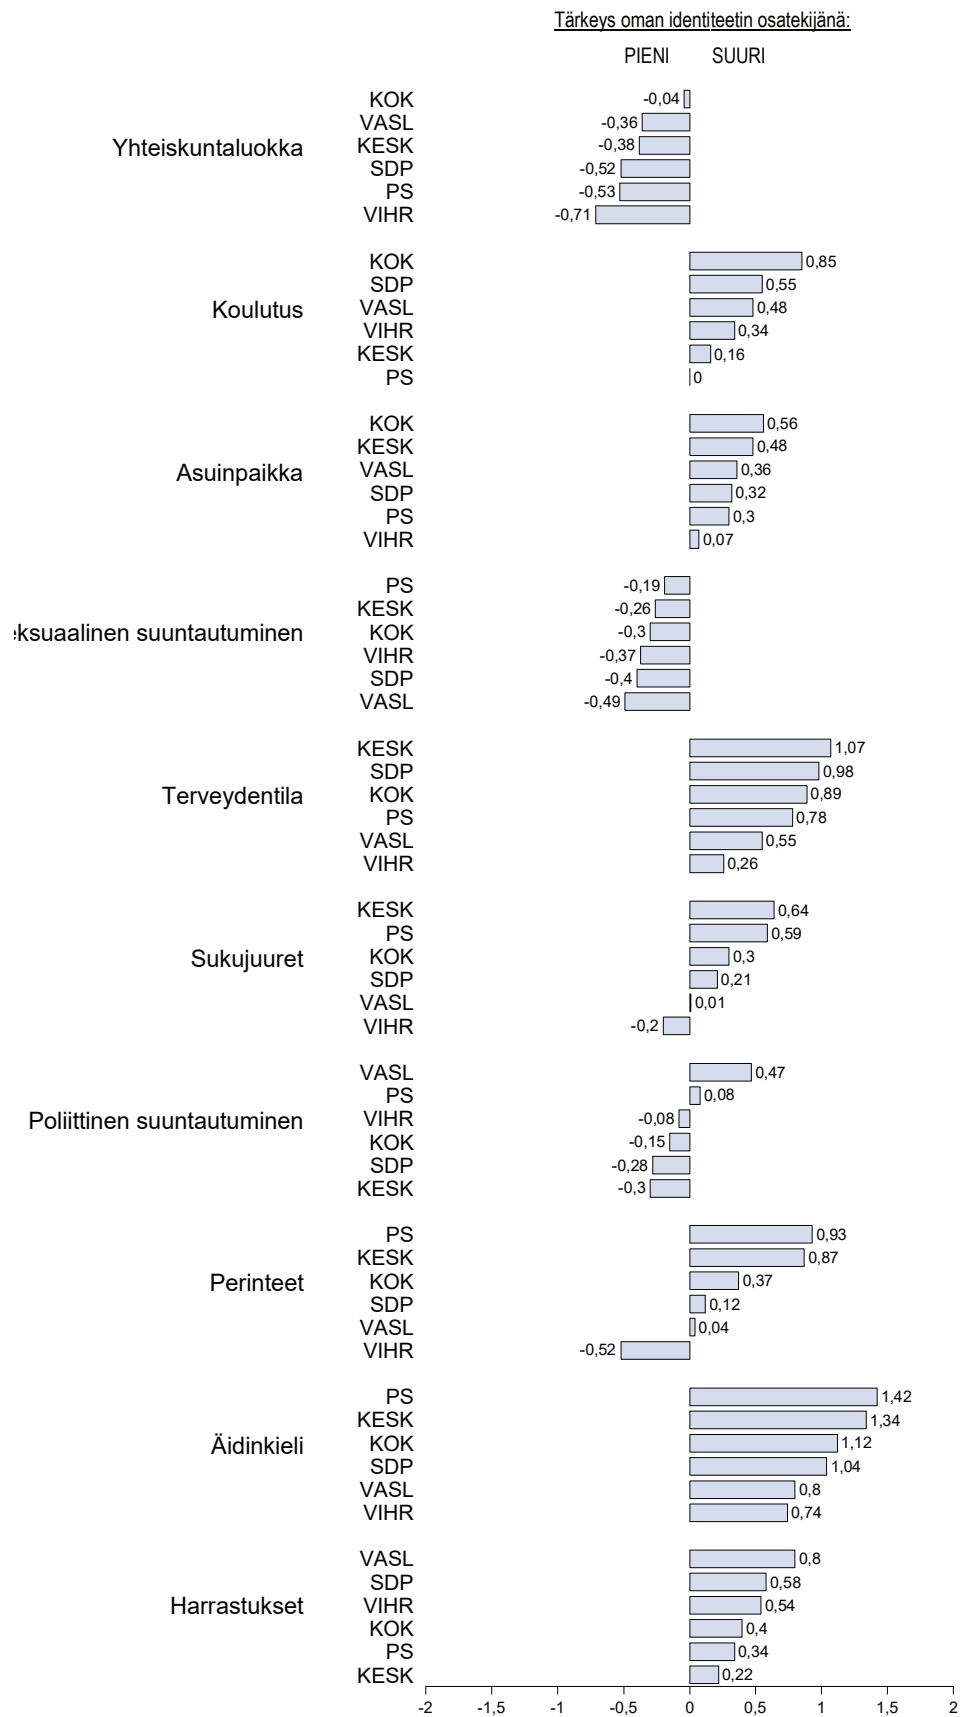 Tärkeys oman identiteetin osatekijänä:
PIENI SUURI
Yhteiskuntaluokka
KOK -0,04
VASL -0,36
KESK -0,38
SDP -0,52
PS -0,53
VIHR -0,71
Koulutus
KOK 0,85
SDP 0,55
VASL 0,48
VIHR 0,34
KESK 0,16
PS 0
Asuinpaikka
KOK 0,56
KESK 0,48
VASL 0,36
SDP 0,32
PS 0,3
VIHR 0,07
eksuaalinen suuntautuminen
PS -0,19
KESK -0,26
KOK -0,3
VIHR -0,37
SDP -0,4
VASL -0,49
Terveydentila
KESK 1,07
SDP 0,98
KOK 0,89
PS 0,78
VASL 0,55
VIHR 0,26
Sukujuuret
KESK 0,64
PS 0,59
KOK 0,3
SDP 0,21
VASL 0,01
VIHR -0,2
Poliittinen suuntautuminen
VASL 0,47
PS 0,08
VIHR -0,08
KOK -0,15
SDP -0,28
KESK -0,3
Perinteet
PS 0,93
KESK 0,87
KOK 0,37
SDP 0,12
VASL 0,04
VIHR -0,52
Äidinkieli
PS 1,42
KESK 1,34
KOK 1,12
SDP 1,04
VASL 0,8
VIHR 0,74
Harrastukset
VASL 0,8
SDP 0,58
VIHR 0,54
KOK 0,4
PS 0,34
KESK 0,22
-2 -1,5 -1 -0,5 0 0,5 1 1,5 2